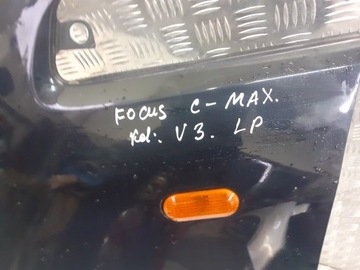 FOCUS C-MAX.
Kol: V3. LP